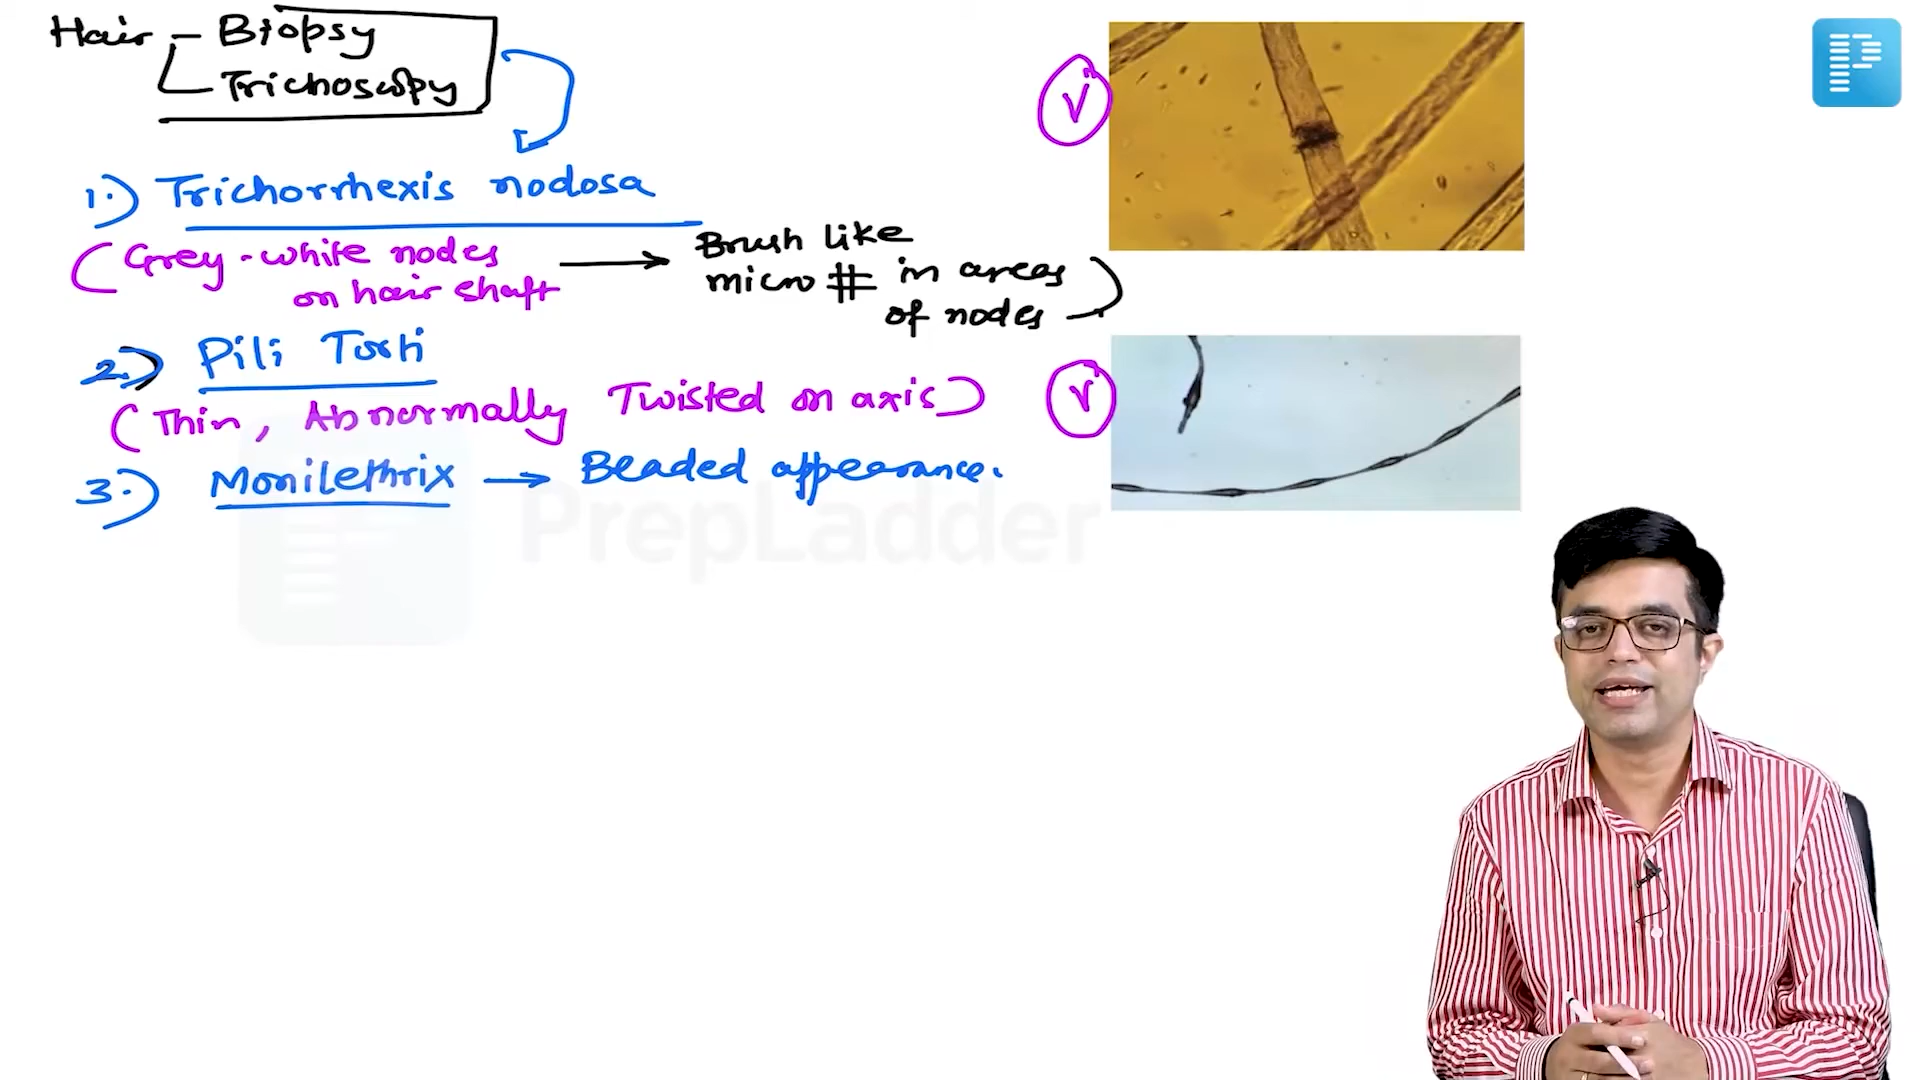 Hair - Biopsy
Trichoscopy
1.) Trichorrhexis nodosa
(Grey-white nodes
on hair shaft → Brush like
micro # in areas
of nodes)
2.) Pili Torti
(Thin, Abnormally Twisted on axis)
3.) Monilethrix → Beaded appearance.
PrepLadder